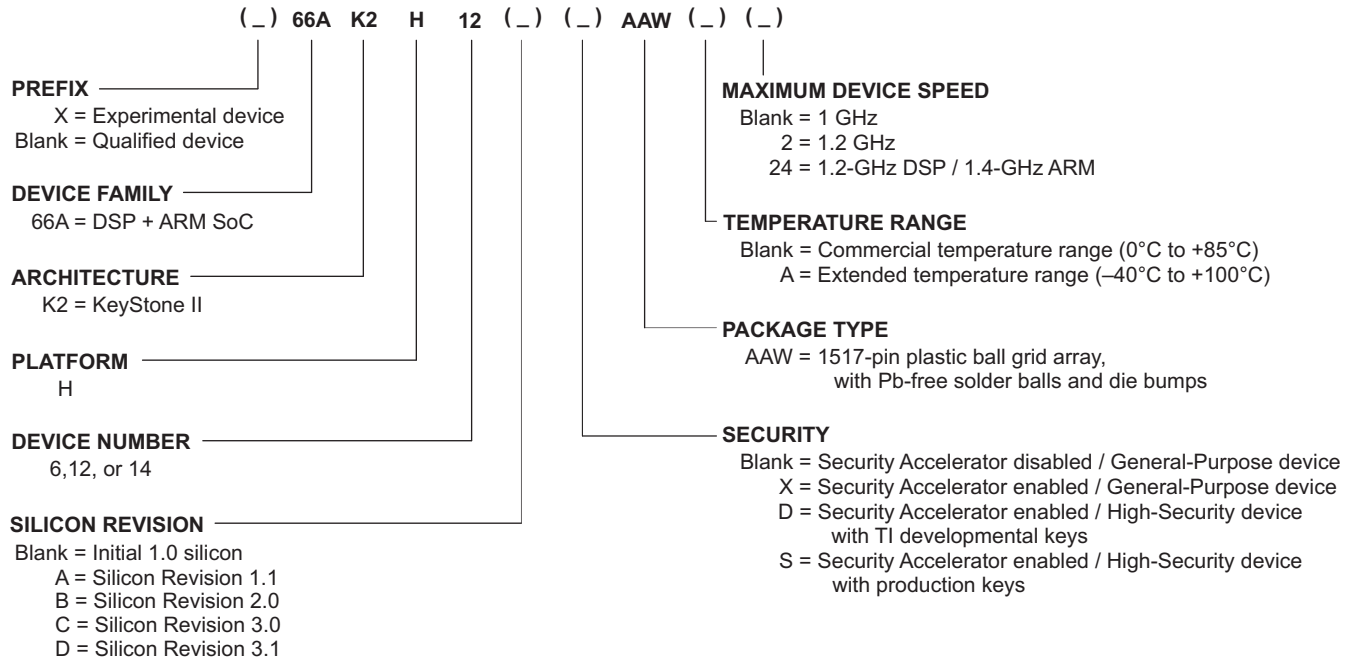 ( _ ) 66A K2 H 12 ( _ ) ( _ ) AAW ( _ ) ( _ )
PREFIX
X = Experimental device
Blank = Qualified device
DEVICE FAMILY
66A = DSP + ARM SoC
ARCHITECTURE
K2 = KeyStone II
PLATFORM
H
DEVICE NUMBER
6,12, or 14
SILICON REVISION
Blank = Initial 1.0 silicon
A = Silicon Revision 1.1
B = Silicon Revision 2.0
C = Silicon Revision 3.0
D = Silicon Revision 3.1
MAXIMUM DEVICE SPEED
Blank = 1 GHz
2 = 1.2 GHz
24 = 1.2-GHz DSP / 1.4-GHz ARM
TEMPERATURE RANGE
Blank = Commercial temperature range (0°C to +85°C)
A = Extended temperature range (–40°C to +100°C)
PACKAGE TYPE
AAW = 1517-pin plastic ball grid array,
with Pb-free solder balls and die bumps
SECURITY
Blank = Security Accelerator disabled / General-Purpose device
X = Security Accelerator enabled / General-Purpose device
D = Security Accelerator enabled / High-Security device
with TI developmental keys
S = Security Accelerator enabled / High-Security device
with production keys